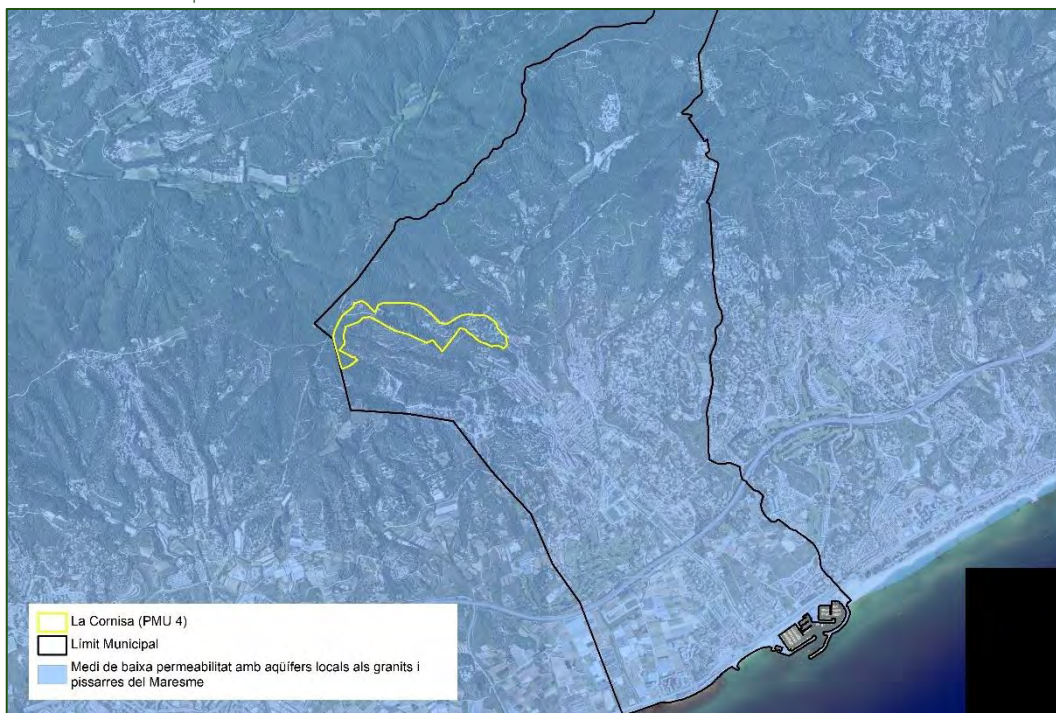 La Cornisa (PMU 4)
Límit Municipal
Medi de baixa permeabilitat amb aqüífers locals als granits i
pissarres del Maresme